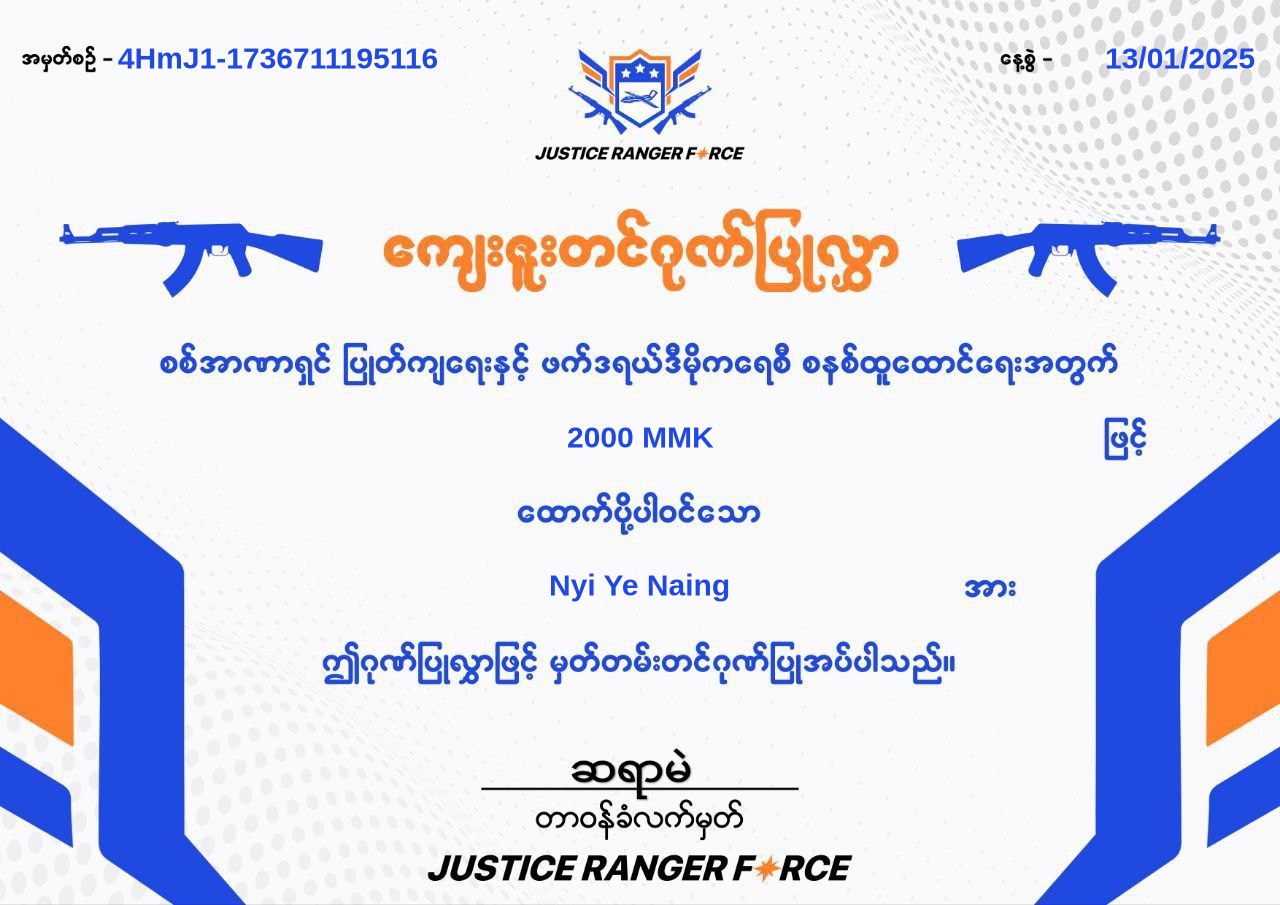 အမှတ်စဉ် - 4HmJ1-1736711195116
နေ့စွဲ - 13/01/2025
JUSTICE RANGER FORCE
ကျေးဇူးတင်ဂုဏ်ပြုလွှာ
စစ်အာဏာရှင် ပြုတ်ကျရေးနှင့် ဖက်ဒရယ်ဒီမိုကရေစီ စနစ်ထူထောင်ရေးအတွက်
2000 MMK ဖြင့်
ထောက်ပို့ပါဝင်သော
Nyi Ye Naing အား
ဤဂုဏ်ပြုလွှာဖြင့် မှတ်တမ်းတင်ဂုဏ်ပြုအပ်ပါသည်။
ဆရာမဲ
တာဝန်ခံလက်မှတ်
JUSTICE RANGER FORCE